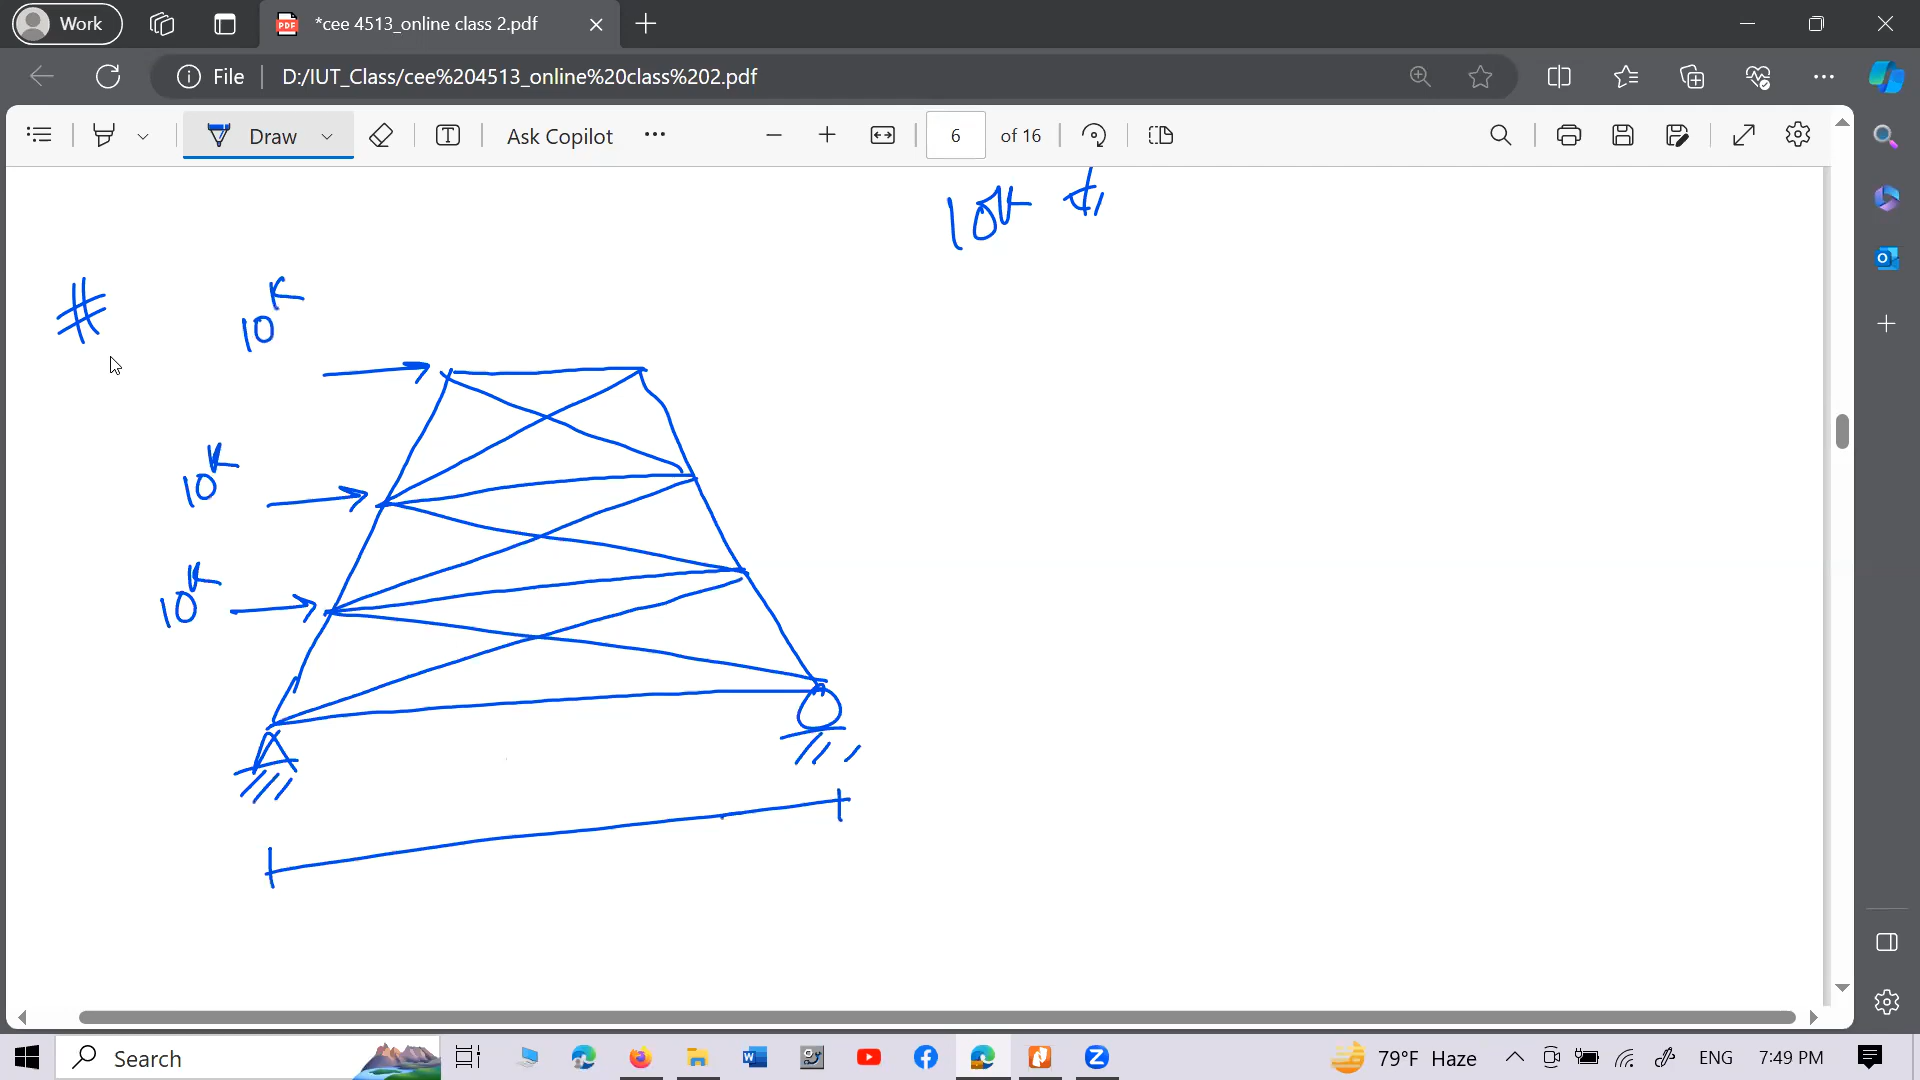 Work
*cee 4513_online class 2.pdf
File
D:/IUT_Class/cee%204513_online%20class%202.pdf
Draw
Ask Copilot
6 of 16
10K
#
10K
10K
10K
Search
79°F Haze
ENG
7:49 PM